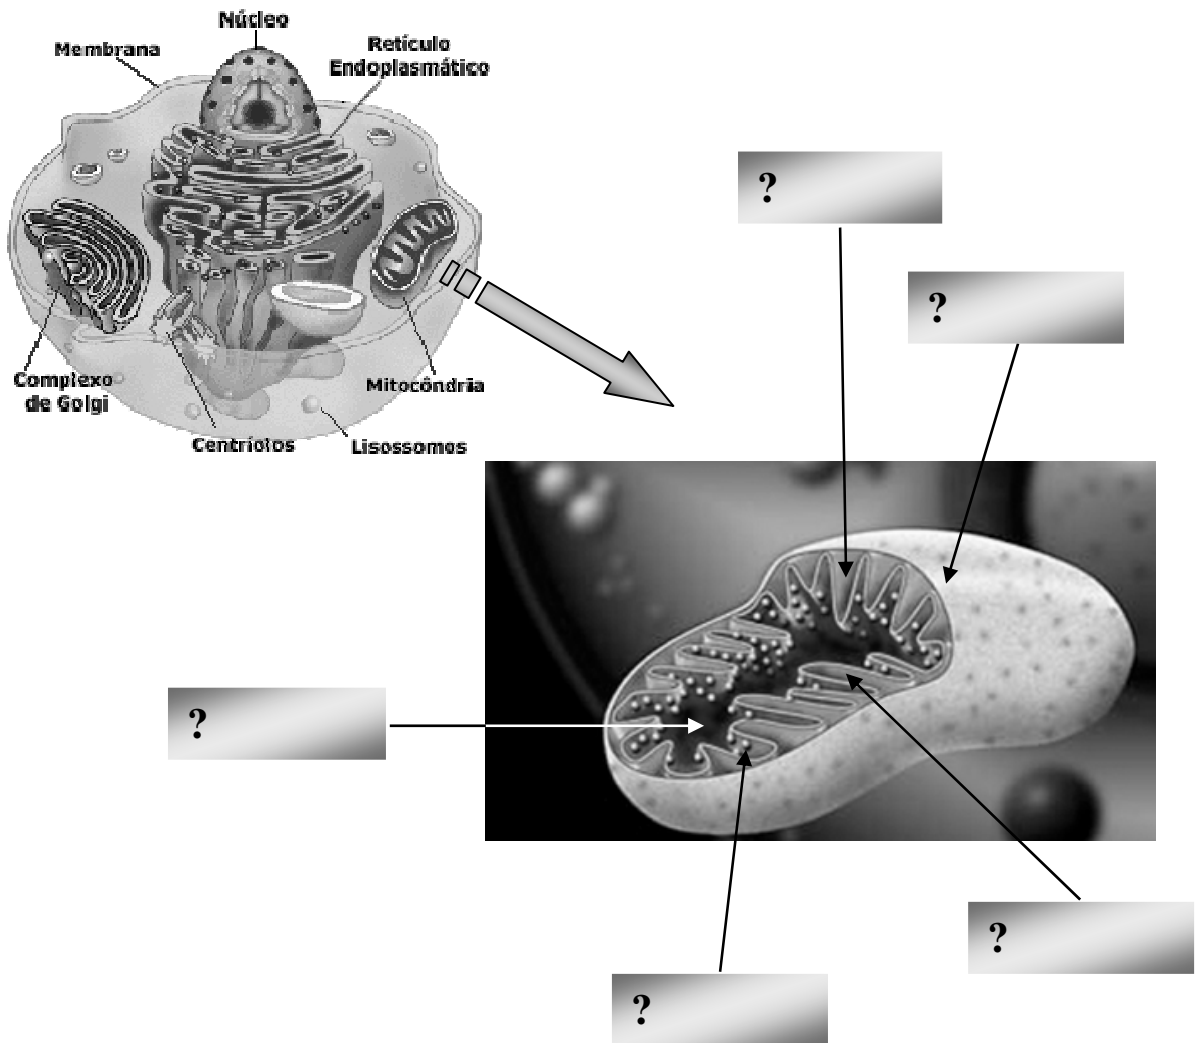 Núcleo
Membrana
Retículo
Endoplasmático
Complexo
de Golgi
Mitocôndria
Centríolos
Lisossomos
?
?
?
?
?